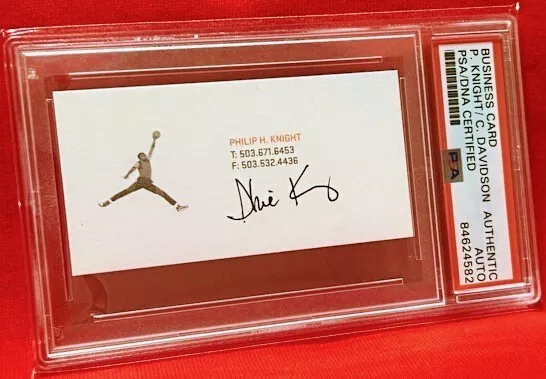 PHILIP H. KNIGHT
T: 503.671.6453
F: 503.532.4436
Phil K
BUSINESS CARD
P. KNIGHT/ C. DAVIDSON AUTHENTIC
PSA/DNA CERTIFIED AUTO
84624582
PSA